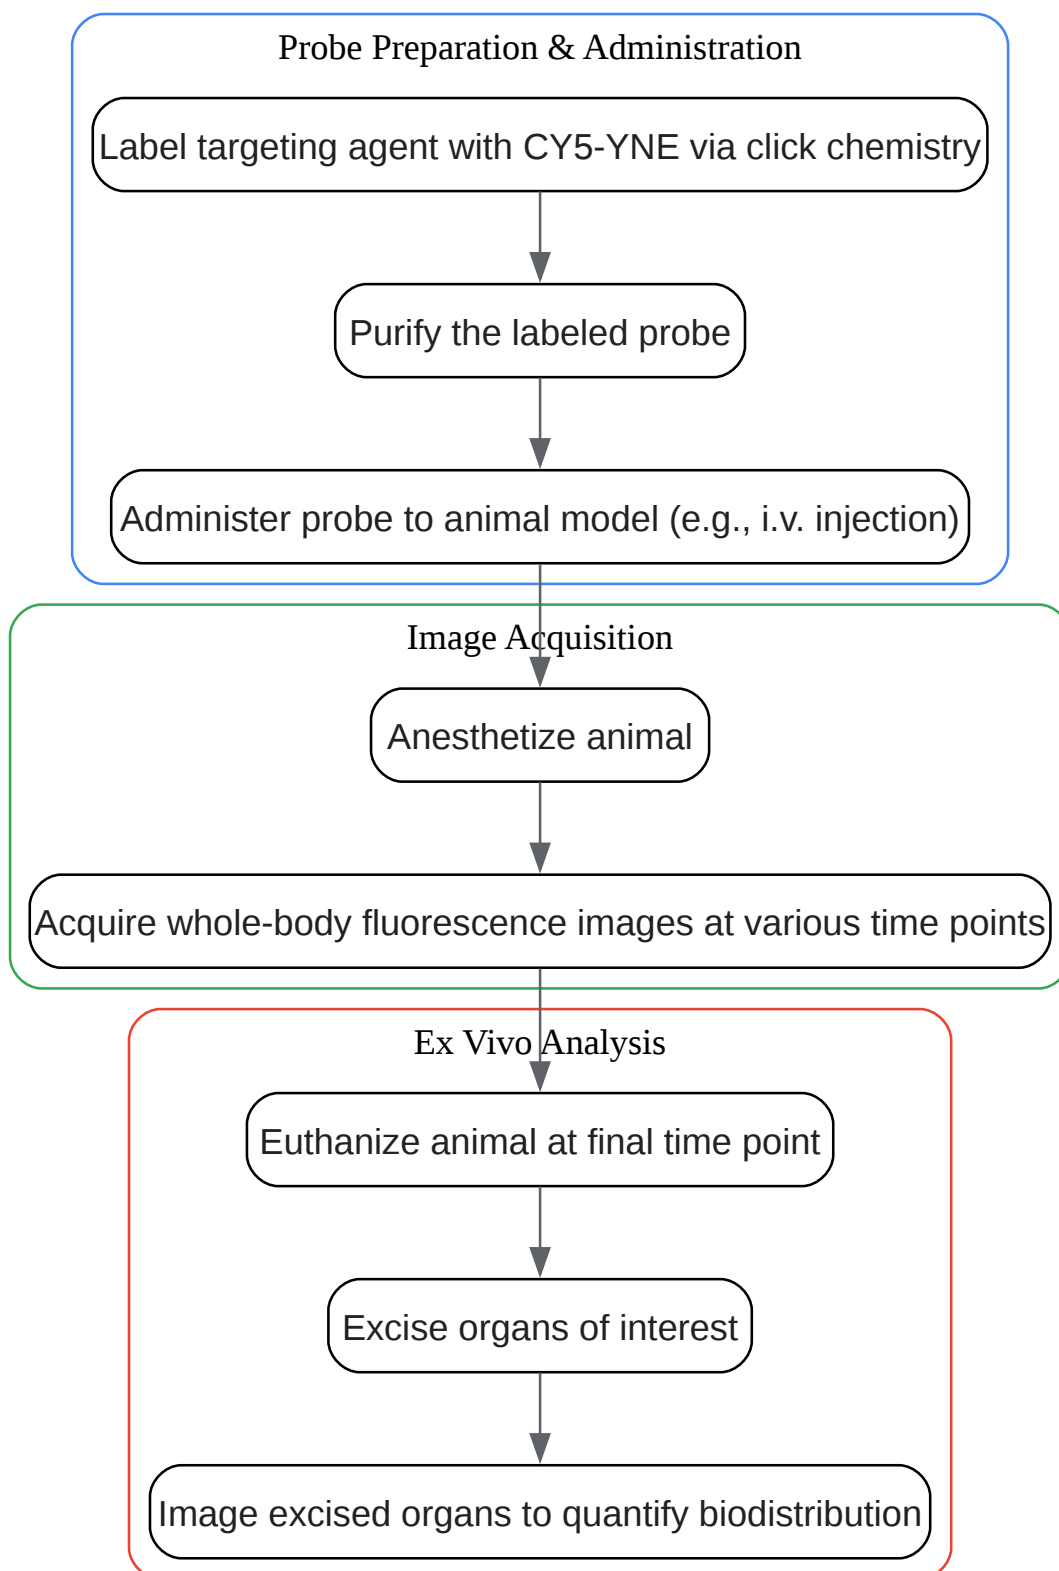 Probe Preparation & Administration
Label targeting agent with CY5-YNE via click chemistry
Purify the labeled probe
Administer probe to animal model (e.g., i.v. injection)
Image Acquisition
Anesthetize animal
Acquire whole-body fluorescence images at various time points
Ex Vivo Analysis
Euthanize animal at final time point
Excise organs of interest
Image excised organs to quantify biodistribution